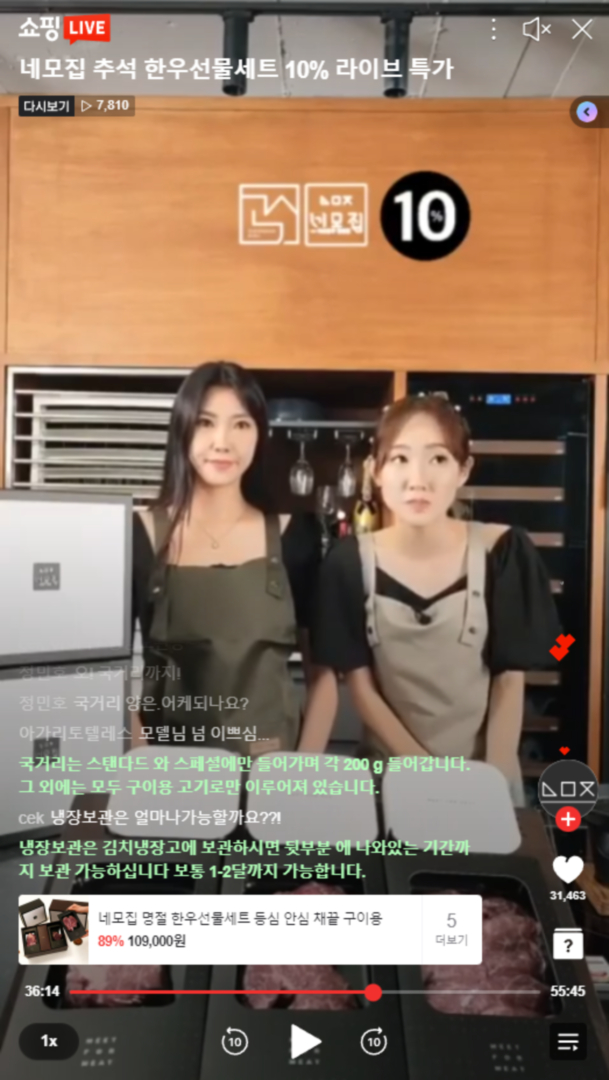 쇼핑 LIVE
네모집 추석 한우선물세트 10% 라이브 특가
다시보기 ▷ 7,810
ㄴㅁㅈ
네모집
10%
정민호 오! 국거리까지!
정민호 국거리 양은.어케되나요?
아가리토텔레스 모델님 넘 이쁘심...
국거리는 스탠다드 와 스페셜에만 들어가며 각 200 g 들어갑니다.
그 외에는 모두 구이용 고기로만 이루어져 있습니다.
cek 냉장보관은 얼마나가능할까요??!
냉장보관은 김치냉장고에 보관하시면 뒷부분 에 나와있는 기간까
지 보관 가능하십니다 보통 1-2달까지 가능합니다.
ㄴㅁㅈ
31,463
네모집 명절 한우선물세트 등심 안심 채끝 구이용
89% 109,000원
5
더보기
36:14
55:45
1x
10
10
MEET
FOR
MEAT